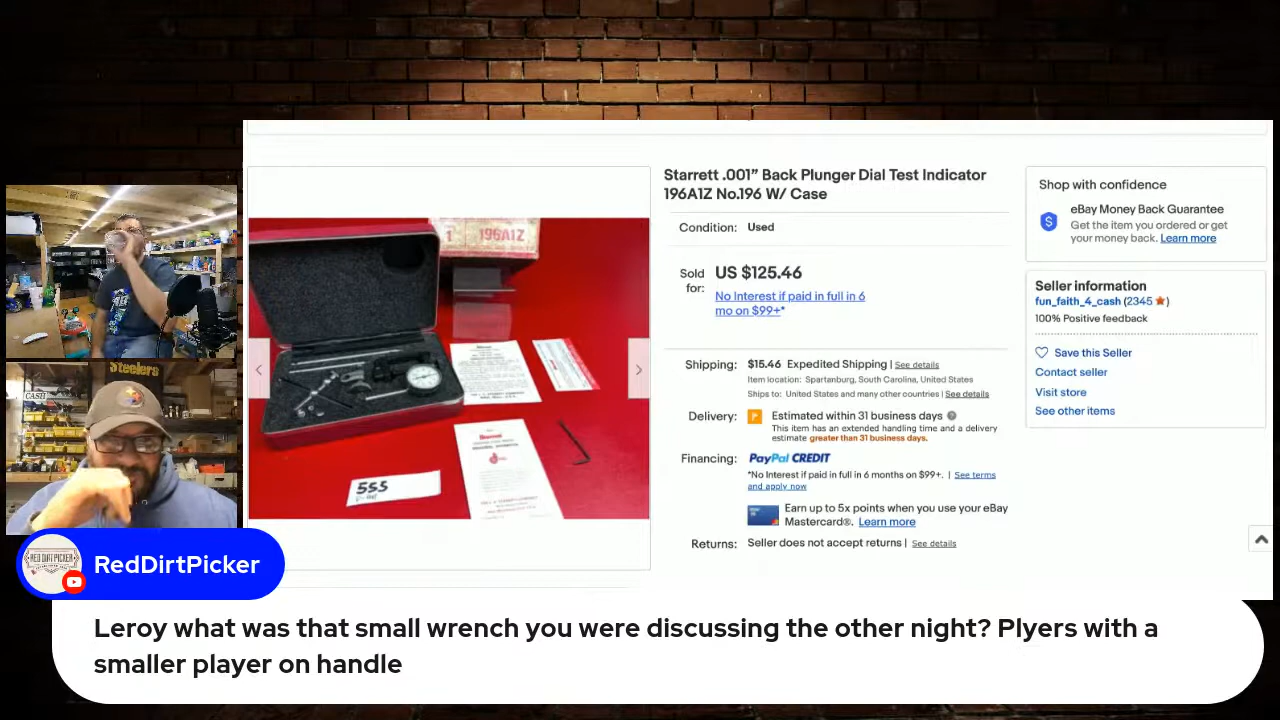 Starrett .001” Back Plunger Dial Test Indicator
196A1Z No.196 W/ Case
Condition: Used
Sold for: US $125.46
No Interest if paid in full in 6
mo on $99+*
Shipping: $15.46 Expedited Shipping | See details
Item location: Spartanburg, South Carolina, United States
Ships to: United States and many other countries | See details
Delivery: Estimated within 31 business days
This item has an extended handling time and a delivery
estimate greater than 31 business days.
Financing: PayPal CREDIT
*No Interest if paid in full in 6 months on $99+. | See terms
and apply now
Earn up to 5x points when you use your eBay
Mastercard®. Learn more
Returns: Seller does not accept returns | See details
Shop with confidence
eBay Money Back Guarantee
Get the item you ordered or get
your money back. Learn more
Seller information
fun_faith_4_cash (2345 ★)
100% Positive feedback
Save this Seller
Contact seller
Visit store
See other items
1 196A1Z
Starrett
555
Steelers
CASH
RED DIRT PICKER
RedDirtPicker
Leroy what was that small wrench you were discussing the other night? Plyers with a
smaller player on handle